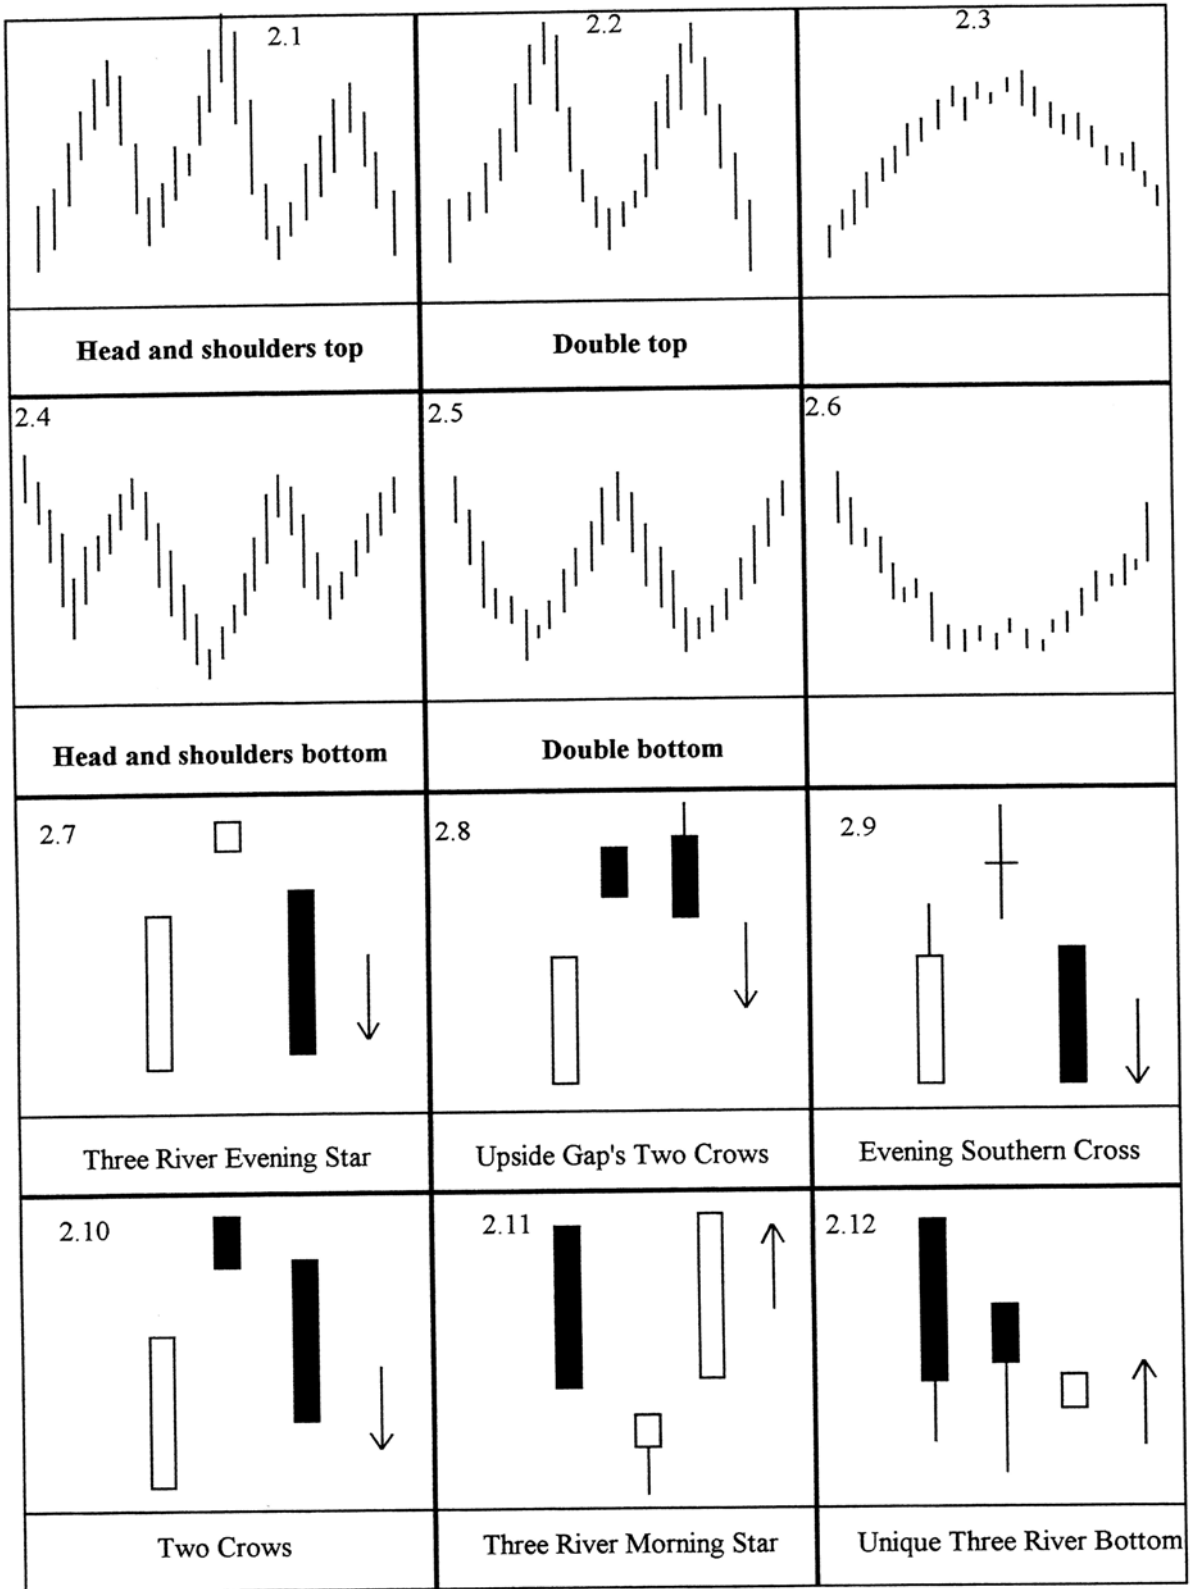 2.1
2.2
2.3
Head and shoulders top
Double top
2.4
2.5
2.6
Head and shoulders bottom
Double bottom
2.7
2.8
2.9
Three River Evening Star
Upside Gap's Two Crows
Evening Southern Cross
2.10
2.11
2.12
Two Crows
Three River Morning Star
Unique Three River Bottom